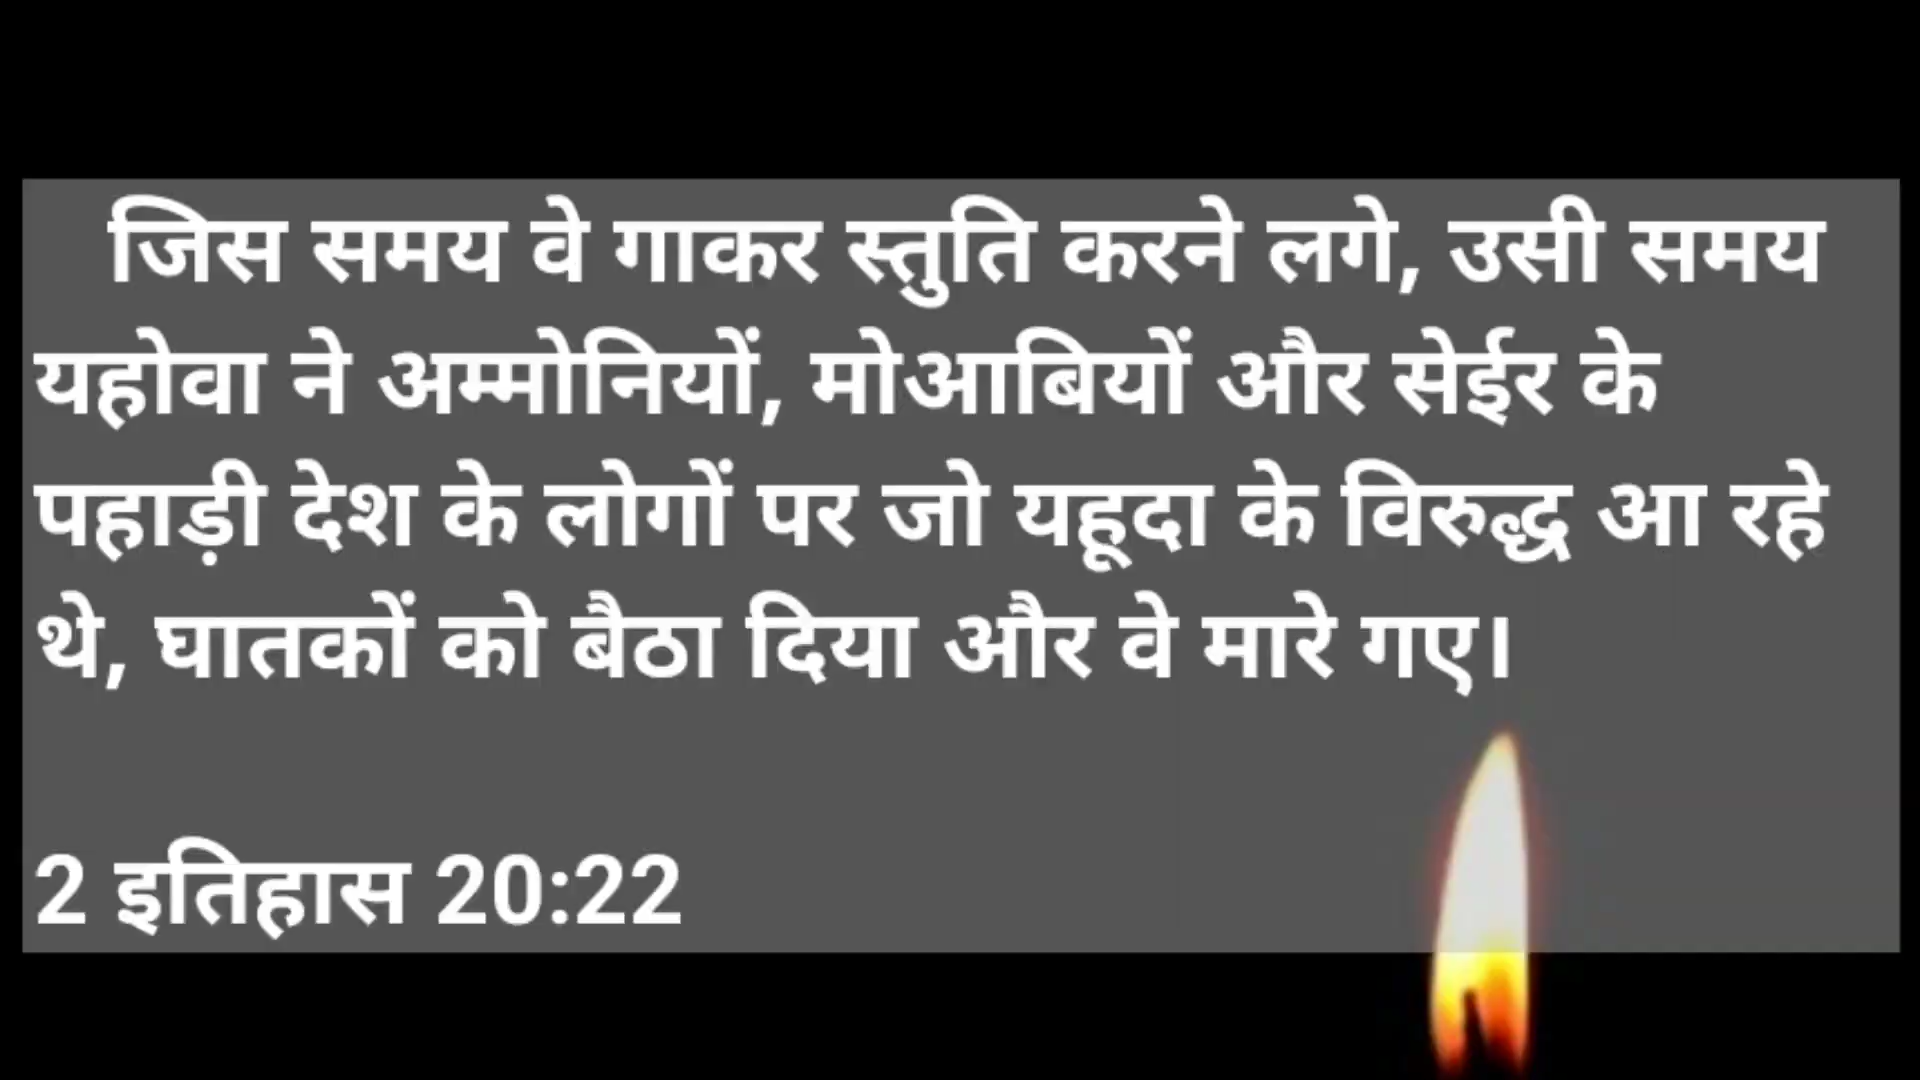 जिस समय वे गाकर स्तुति करने लगे, उसी समय
यहोवा ने अम्मोनियों, मोआबियों और सेईर के
पहाड़ी देश के लोगों पर जो यहूदा के विरुद्ध आ रहे
थे, घातकों को बैठा दिया और वे मारे गए।
2 इतिहास 20:22